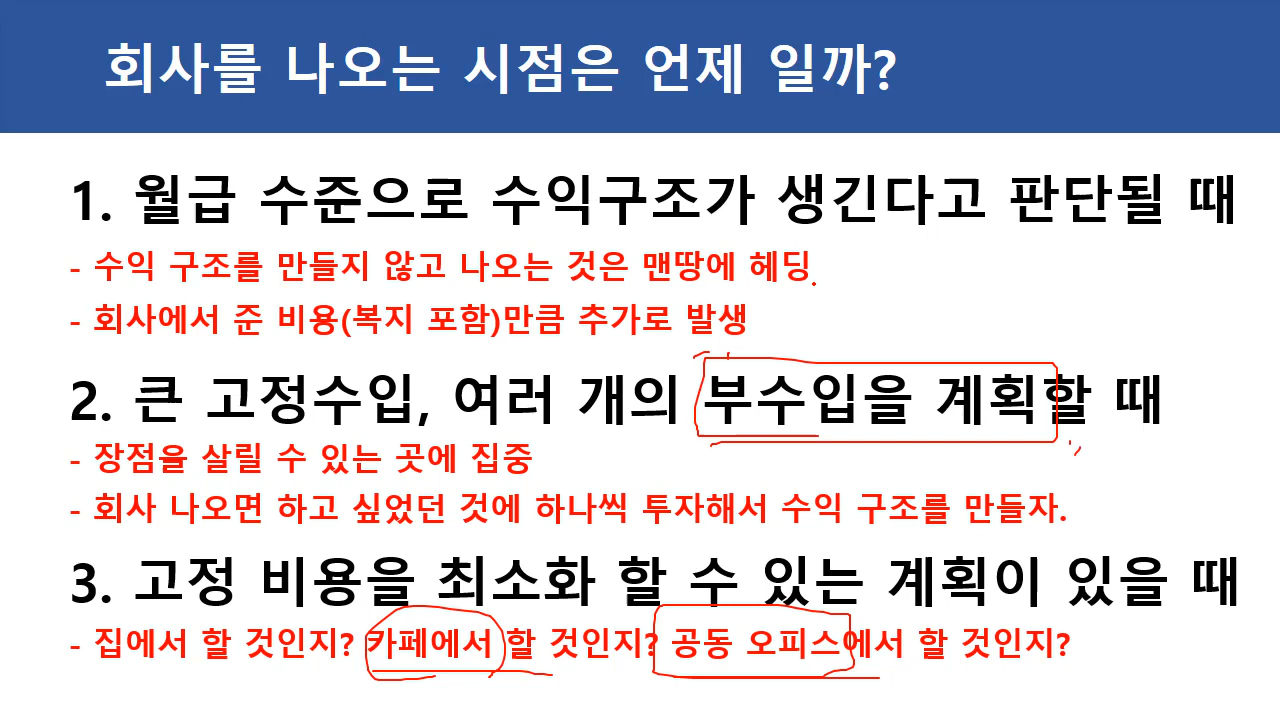 회사를 나오는 시점은 언제 일까?
1. 월급 수준으로 수익구조가 생긴다고 판단될 때
- 수익 구조를 만들지 않고 나오는 것은 맨땅에 헤딩
- 회사에서 준 비용(복지 포함)만큼 추가로 발생
2. 큰 고정수입, 여러 개의 부수입을 계획할 때
- 장점을 살릴 수 있는 곳에 집중
- 회사 나오면 하고 싶었던 것에 하나씩 투자해서 수익 구조를 만들자.
3. 고정 비용을 최소화 할 수 있는 계획이 있을 때
- 집에서 할 것인지? 카페에서 할 것인지? 공동 오피스에서 할 것인지?